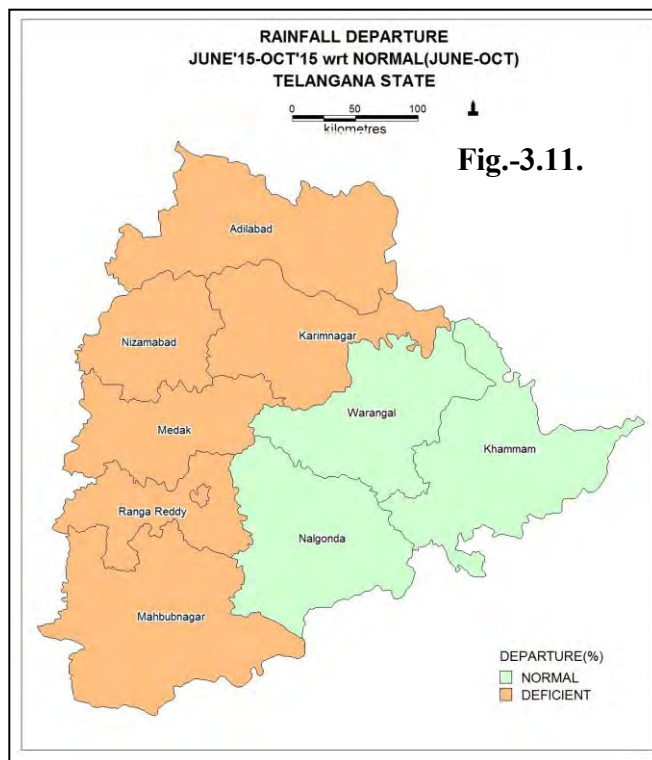 RAINFALL DEPARTURE
JUNE'15-OCT'15 wrt NORMAL(JUNE-OCT)
TELANGANA STATE
0 50 100
kilometres
Fig.-3.11.
Adilabad
Nizamabad
Karimnagar
Warangal
Medak
Khammam
Ranga Reddy
Nalgonda
Mahbubnagar
DEPARTURE(%)
NORMAL
DEFICIENT